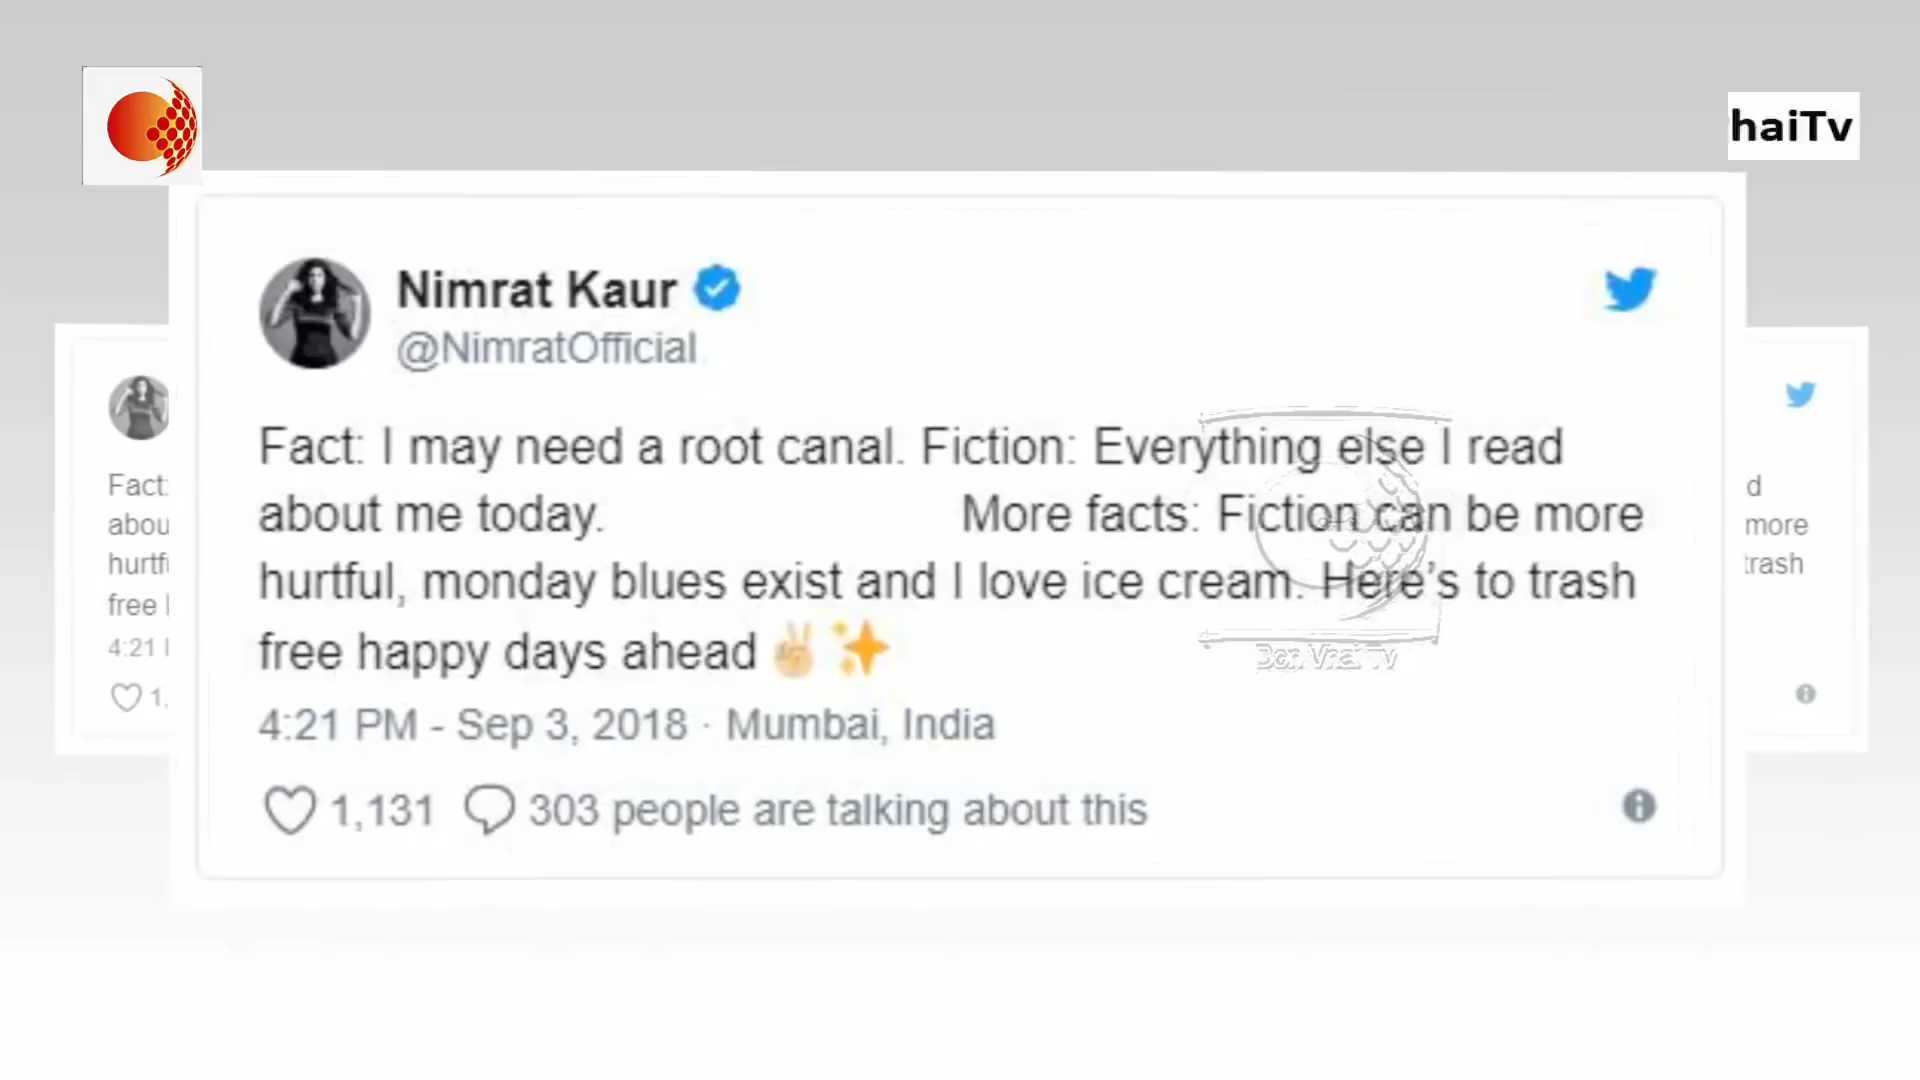 haiTv
Nimrat Kaur
@NimratOfficial
Fact: I may need a root canal. Fiction: Everything else I read
about me today. More facts: Fiction can be more
hurtful, monday blues exist and I love ice cream. Here's to trash
free happy days ahead ✌🏼✨
4:21 PM - Sep 3, 2018 · Mumbai, India
1,131 303 people are talking about this
Fact:
abou
hurtf
free
4:21
1,
d
more
trash